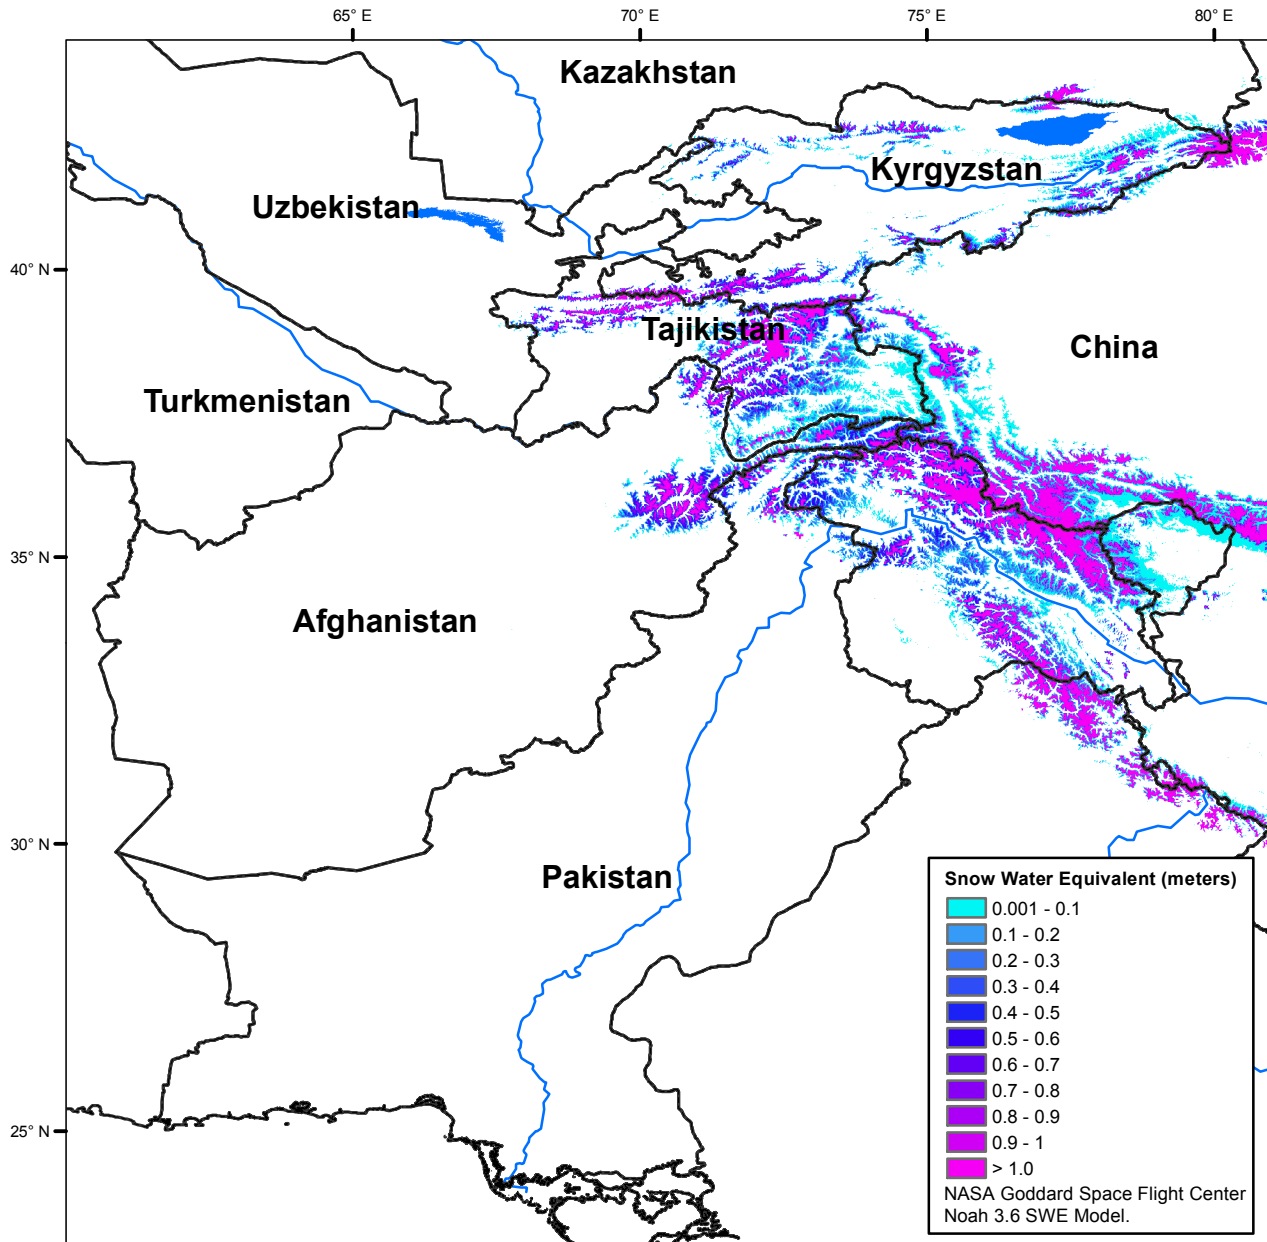 65° E
70° E
75° E
80° E
Kazakhstan
Kyrgyzstan
Uzbekistan
40° N
Tajikistan
China
Turkmenistan
35° N
Afghanistan
30° N
Pakistan
25° N
Snow Water Equivalent (meters)
0.001 - 0.1
0.1 - 0.2
0.2 - 0.3
0.3 - 0.4
0.4 - 0.5
0.5 - 0.6
0.6 - 0.7
0.7 - 0.8
0.8 - 0.9
0.9 - 1
> 1.0
NASA Goddard Space Flight Center
Noah 3.6 SWE Model.